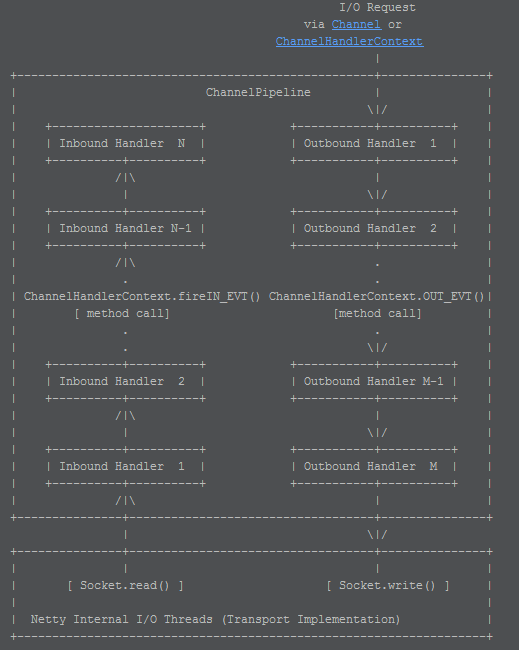 I/O Request
via Channel or
ChannelHandlerContext
|
+---------------------------------------------------+---------------+
| ChannelPipeline | |
| \|/ |
| +---------------------+ +-----------+----------+ |
| | Inbound Handler N | | Outbound Handler 1 | |
| +----------+----------+ +-----------+----------+ |
| /|\ | |
| | \|/ |
| +----------+----------+ +-----------+----------+ |
| | Inbound Handler N-1 | | Outbound Handler 2 | |
| +----------+----------+ +-----------+----------+ |
| /|\ . |
| . . |
| ChannelHandlerContext.fireIN_EVT() ChannelHandlerContext.OUT_EVT()|
| [ method call] [method call] |
| . . |
| . \|/ |
| +----------+----------+ +-----------+----------+ |
| | Inbound Handler 2 | | Outbound Handler M-1 | |
| +----------+----------+ +-----------+----------+ |
| /|\ | |
| | \|/ |
| +----------+----------+ +-----------+----------+ |
| | Inbound Handler 1 | | Outbound Handler M | |
| +----------+----------+ +-----------+----------+ |
| /|\ | |
+---------------+-----------------------------------+---------------+
| \|/
+---------------+-----------------------------------+---------------+
| | | |
| [ Socket.read() ] [ Socket.write() ] |
| |
| Netty Internal I/O Threads (Transport Implementation) |
+-------------------------------------------------------------------+